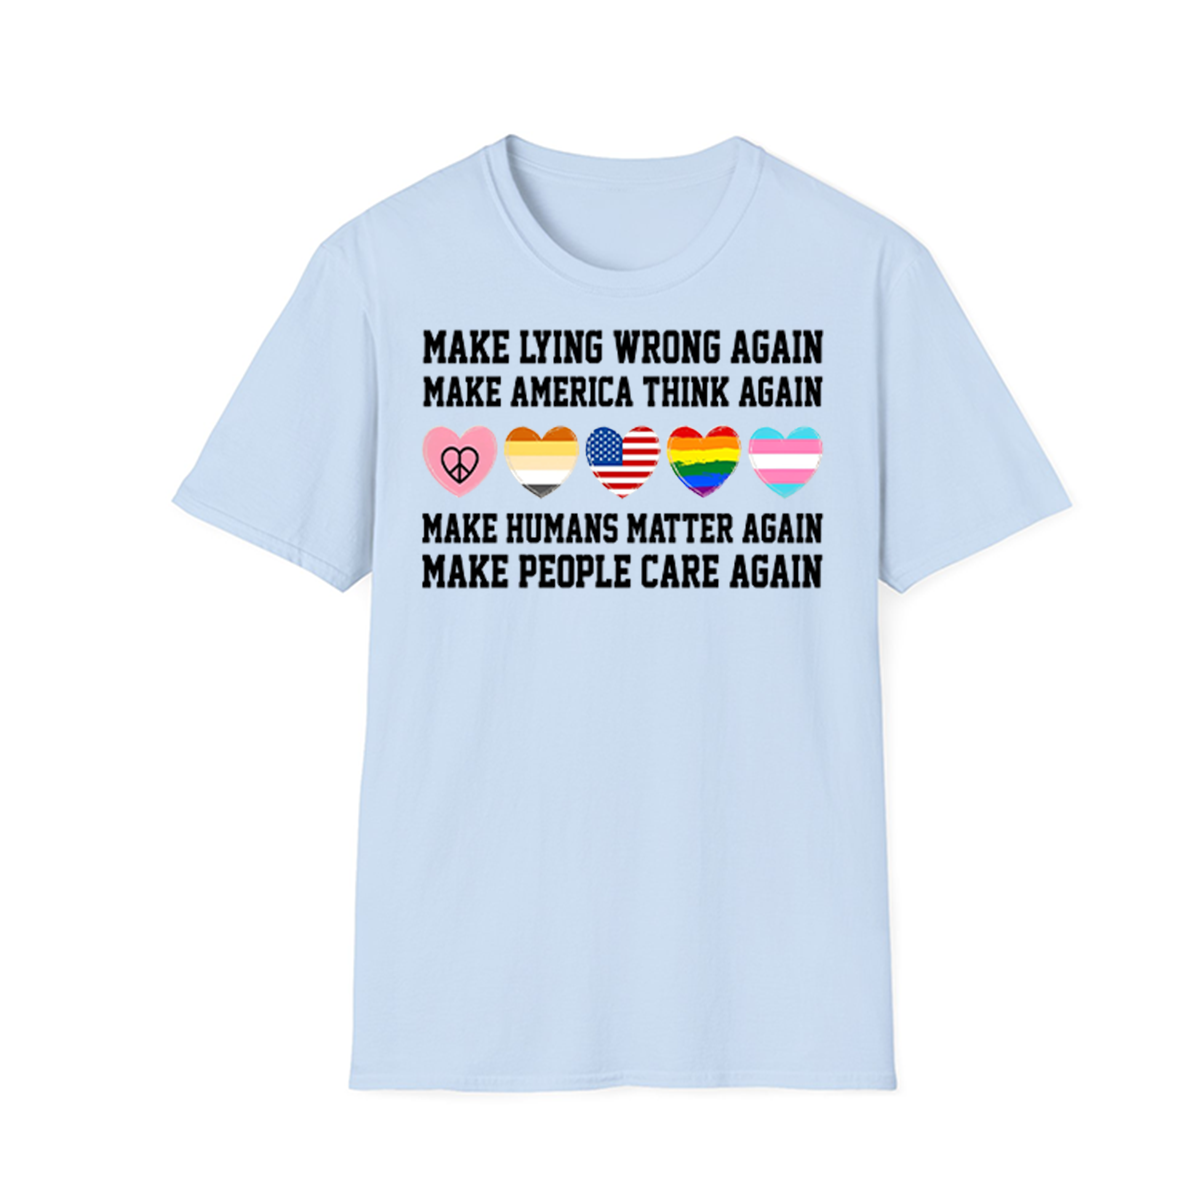 MAKE LYING WRONG AGAIN
MAKE AMERICA THINK AGAIN
MAKE HUMANS MATTER AGAIN
MAKE PEOPLE CARE AGAIN